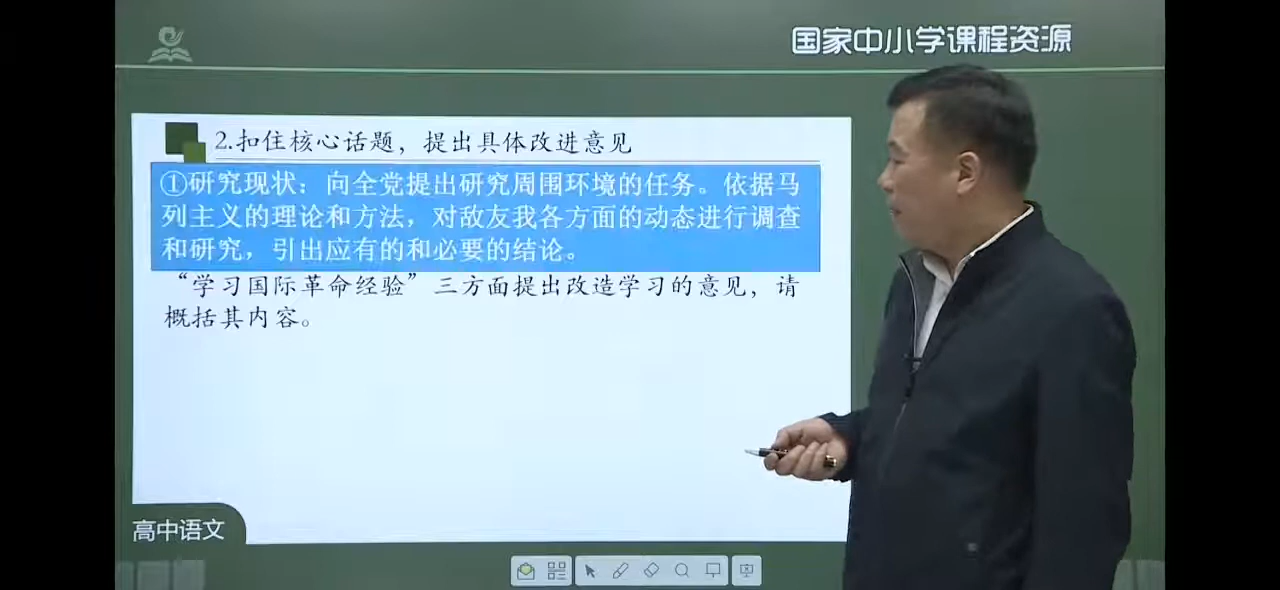 国家中小学课程资源
2.扣住核心话题，提出具体改进意见
①研究现状：向全党提出研究周围环境的任务。依据马
列主义的理论和方法，对敌友我各方面的动态进行调查
和研究，引出应有的和必要的结论。
“学习国际革命经验”三方面提出改造学习的意见，请
概括其内容。
高中语文